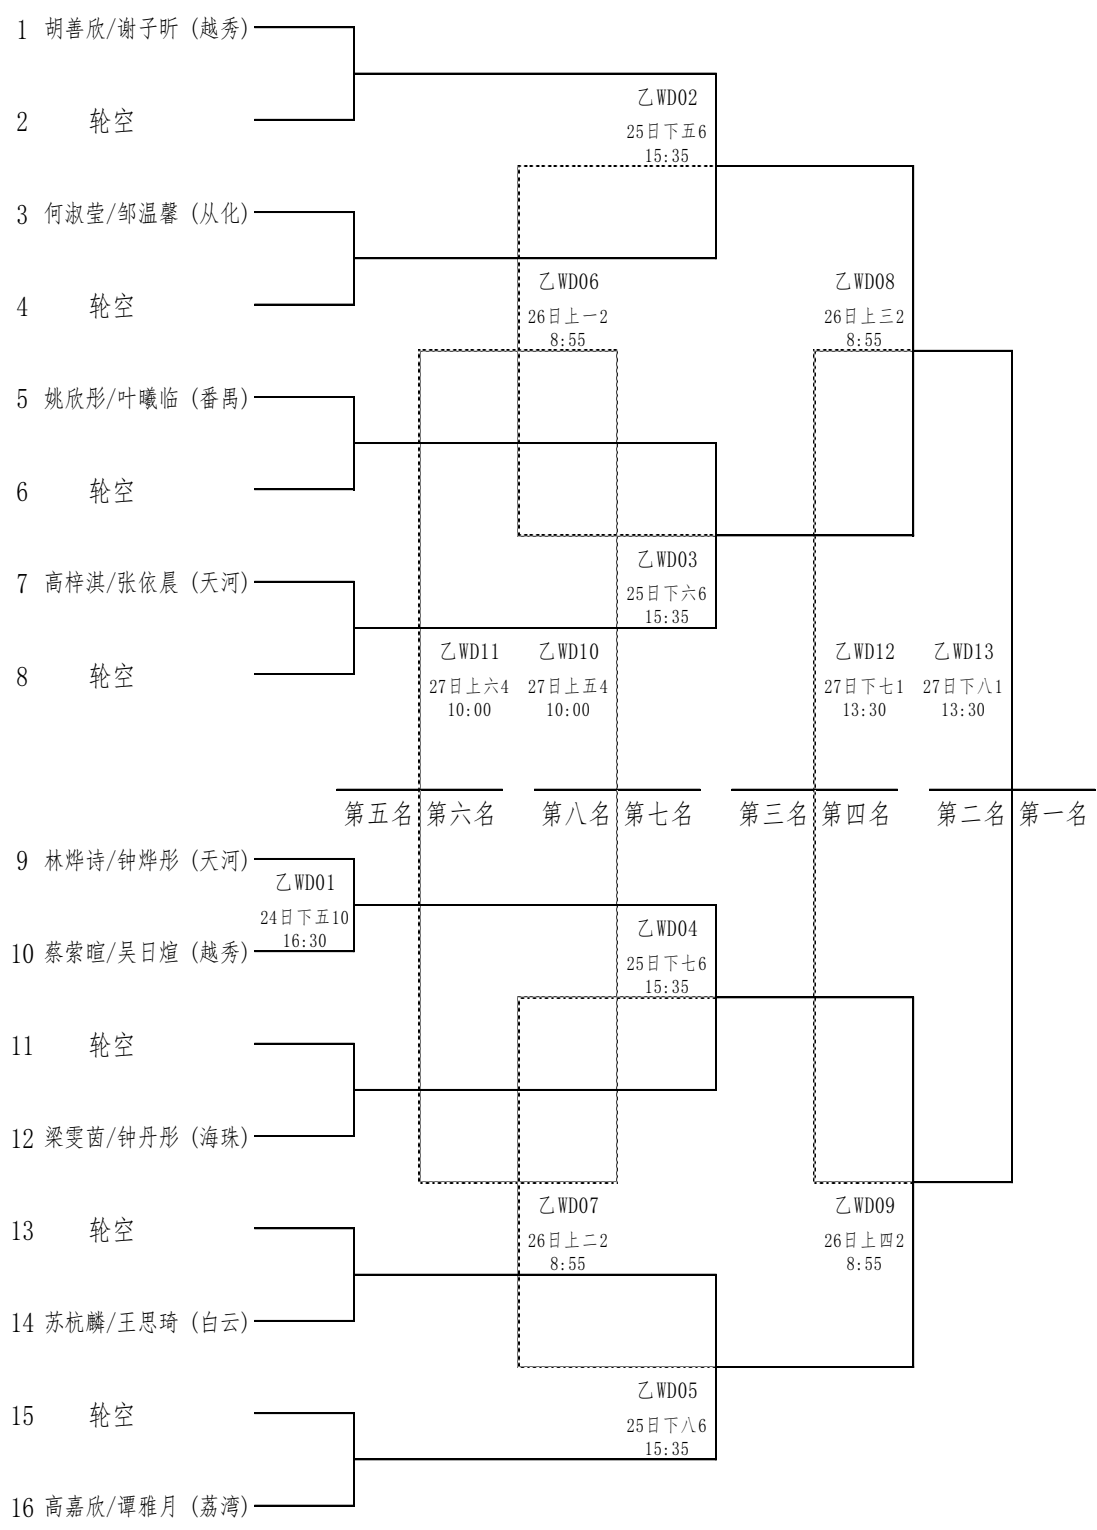 1 胡善欣/谢子昕 (越秀)
乙WD02
2 轮空
25日下五6
15:35
3 何淑莹/邹温馨 (从化)
乙WD06 乙WD08
4 轮空
26日上一2 26日上三2
8:55 8:55
5 姚欣彤/叶曦临 (番禺)
6 轮空
乙WD03
7 高梓淇/张依晨 (天河)
25日下六6
15:35
乙WD11 乙WD10 乙WD12 乙WD13
8 轮空
27日上六4 27日上五4 27日下七1 27日下八1
10:00 10:00 13:30 13:30
第五名 第六名 第八名 第七名 第三名 第四名 第二名 第一名
9 林烨诗/钟烨彤 (天河)
乙WD01
24日下五10
16:30
乙WD04
10 蔡萦暄/吴日煊 (越秀)
25日下七6
15:35
11 轮空
12 梁雯茵/钟丹彤 (海珠)
乙WD07 乙WD09
13 轮空
26日上二2 26日上四2
8:55 8:55
14 苏杭麟/王思琦 (白云)
乙WD05
15 轮空
25日下八6
15:35
16 高嘉欣/谭雅月 (荔湾)